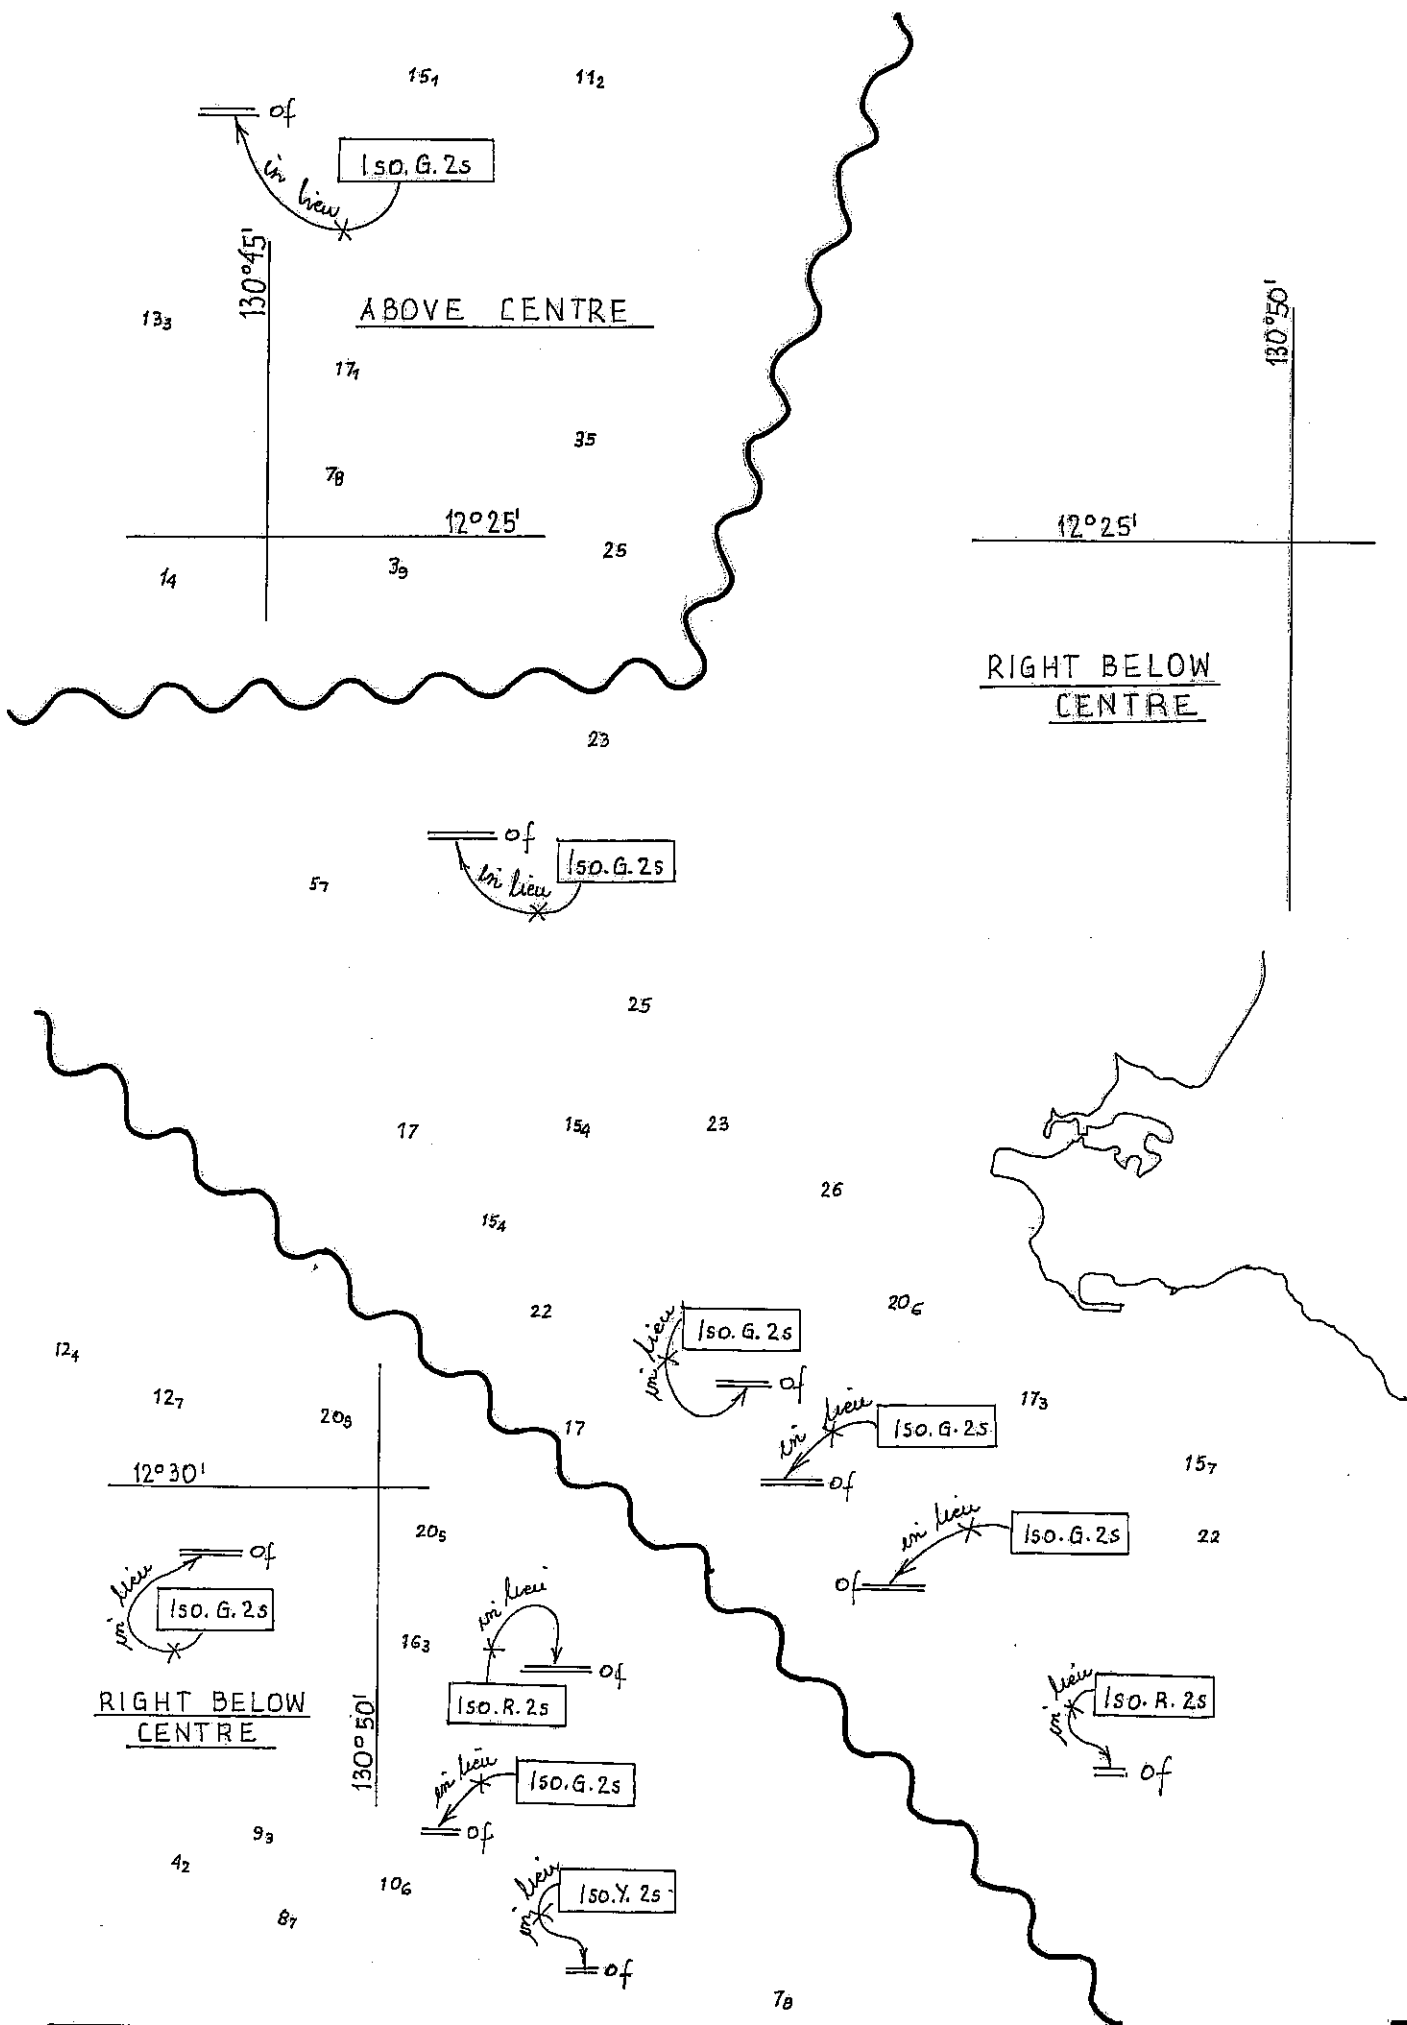 15₁ 11₂
of
Iso. G. 2s
in lieu
130°45'
ABOVE CENTRE
13₃
130°50'
17₁
35
7₈
12°25'
12°25'
25
3₉
1₄
RIGHT BELOW
CENTRE
23
of
Iso. G. 2s
in lieu
5₇
25
17 15₄ 23
26
15₄
22
20₆
Iso. G. 2s
in lieu
of
12₄
12₇
20₉
17
17₃
in lieu
Iso. G. 2s
of
12°30'
15₇
20₅
22
in lieu
Iso. G. 2s
of
of
in lieu
Iso. G. 2s
in lieu
of
Iso. R. 2s
16₃
in lieu
Iso. R. 2s
of
RIGHT BELOW
CENTRE
130°50'
in lieu
Iso. G. 2s
of
9₃
4₂
10₆
8₇
in lieu
Iso. Y. 2s
of
7₈